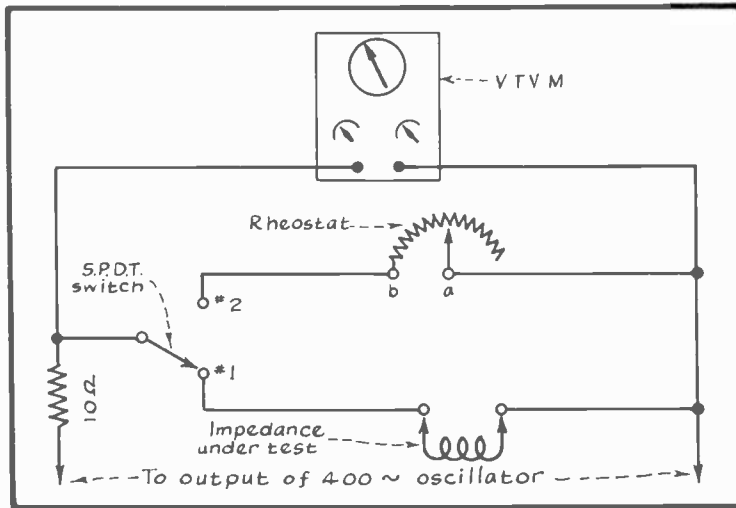 VTVM
Rheostat
S.P.D.T.
switch
#2
b
a
#1
10Ω
Impedance
under test
To output of 400 ~ oscillator